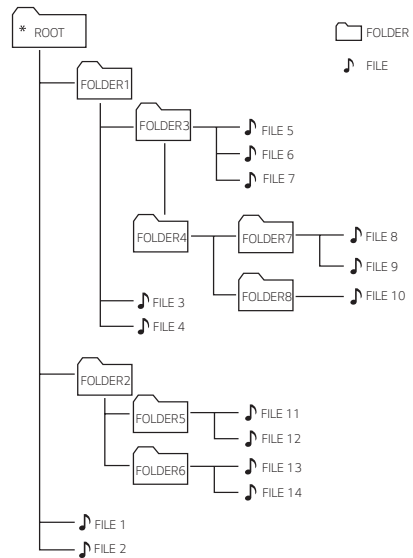 * ROOT
FOLDER
FILE
FOLDER1
FOLDER3
FILE 5
FILE 6
FILE 7
FOLDER4
FOLDER7
FILE 8
FILE 9
FOLDER8
FILE 10
FILE 3
FILE 4
FOLDER2
FOLDER5
FILE 11
FILE 12
FOLDER6
FILE 13
FILE 14
FILE 1
FILE 2